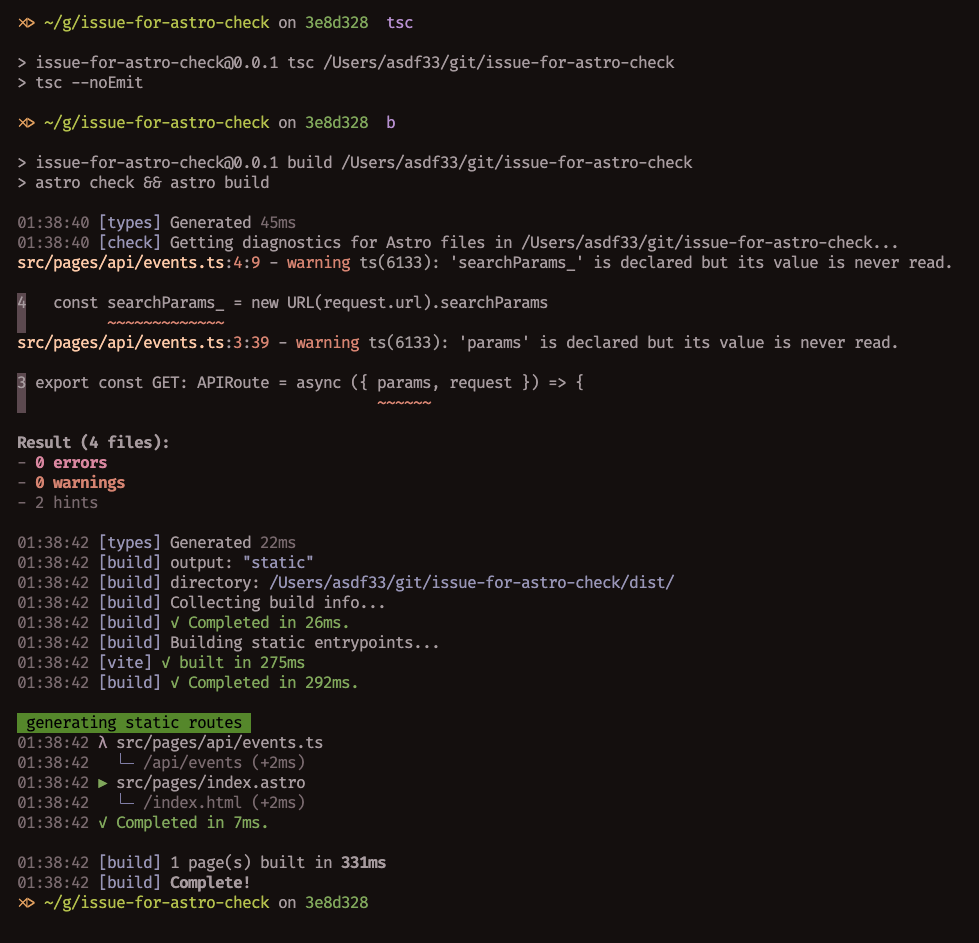 ⋊> ~/g/issue-for-astro-check on 3e8d328  tsc
> issue-for-astro-check@0.0.1 tsc /Users/asdf33/git/issue-for-astro-check
> tsc --noEmit
⋊> ~/g/issue-for-astro-check on 3e8d328  b
> issue-for-astro-check@0.0.1 build /Users/asdf33/git/issue-for-astro-check
> astro check && astro build
01:38:40 [types] Generated 45ms
01:38:40 [check] Getting diagnostics for Astro files in /Users/asdf33/git/issue-for-astro-check...
src/pages/api/events.ts:4:9 - warning ts(6133): 'searchParams_' is declared but its value is never read.
4   const searchParams_ = new URL(request.url).searchParams
~~~~~~~~~~~~~
src/pages/api/events.ts:3:39 - warning ts(6133): 'params' is declared but its value is never read.
3 export const GET: APIRoute = async ({ params, request }) => {
~~~~~~
Result (4 files):
- 0 errors
- 0 warnings
- 2 hints
01:38:42 [types] Generated 22ms
01:38:42 [build] output: "static"
01:38:42 [build] directory: /Users/asdf33/git/issue-for-astro-check/dist/
01:38:42 [build] Collecting build info...
01:38:42 [build] ✓ Completed in 26ms.
01:38:42 [build] Building static entrypoints...
01:38:42 [vite] ✓ built in 275ms
01:38:42 [build] ✓ Completed in 292ms.
generating static routes
01:38:42 λ src/pages/api/events.ts
01:38:42   └─ /api/events (+2ms)
01:38:42 ▶ src/pages/index.astro
01:38:42   └─ /index.html (+2ms)
01:38:42 ✓ Completed in 7ms.
01:38:42 [build] 1 page(s) built in 331ms
01:38:42 [build] Complete!
⋊> ~/g/issue-for-astro-check on 3e8d328